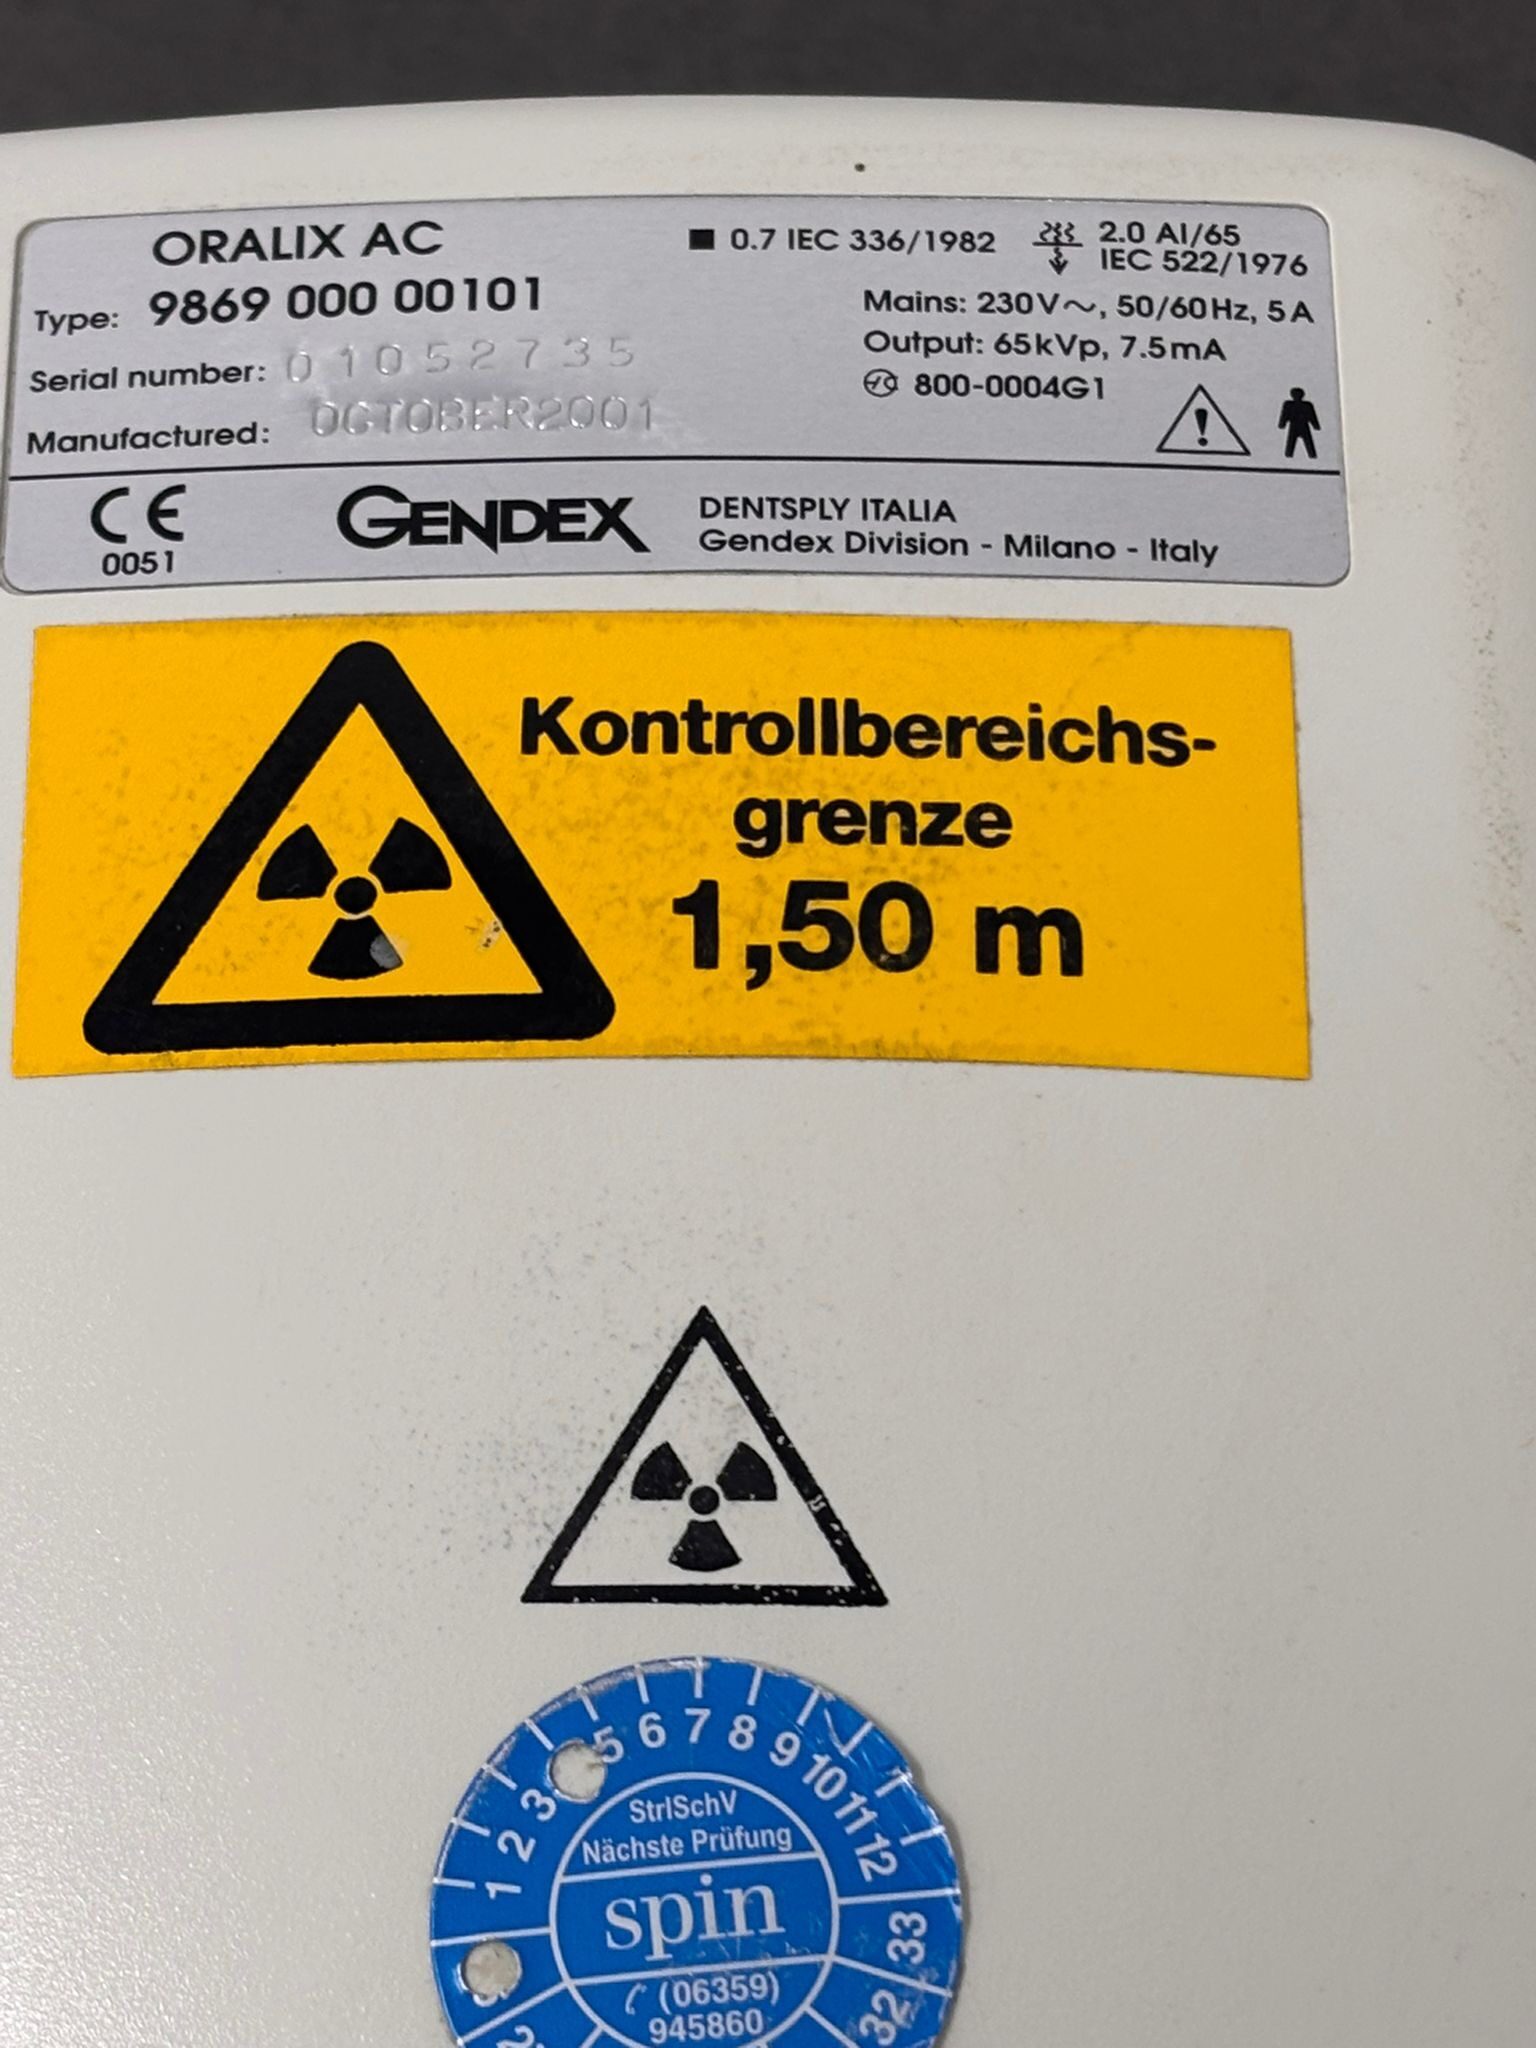 ORALIX AC
Type: 9869 000 00101
Serial number: 01052735
Manufactured: OCTOBER2001
0.7 IEC 336/1982
2.0 Al/65
IEC 522/1976
Mains: 230V~, 50/60Hz, 5A
Output: 65kVp, 7.5mA
800-0004G1
CE
0051
GENDEX
DENTSPLY ITALIA
Gendex Division - Milano - Italy
Kontrollbereichs-
grenze
1,50 m
1 2 3 5 6 7 8 9 10 11 12
33
32
StrlSchV
Nächste Prüfung
spin
(06359)
945860